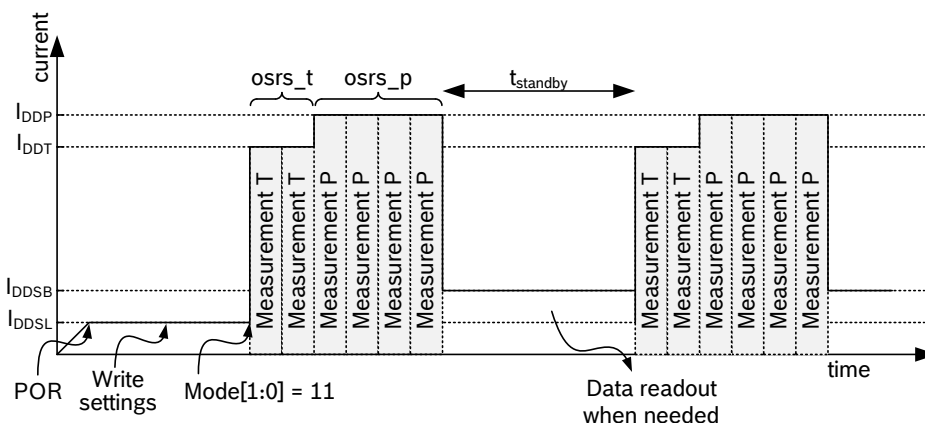 current
osrs_t
osrs_p
tstandby
IDDP
IDDT
IDDSB
IDDSL
Measurement T
Measurement T
Measurement P
Measurement P
Measurement P
Measurement P
Measurement T
Measurement T
Measurement P
Measurement P
Measurement P
Measurement P
time
POR
Write
settings
Mode[1:0] = 11
Data readout
when needed